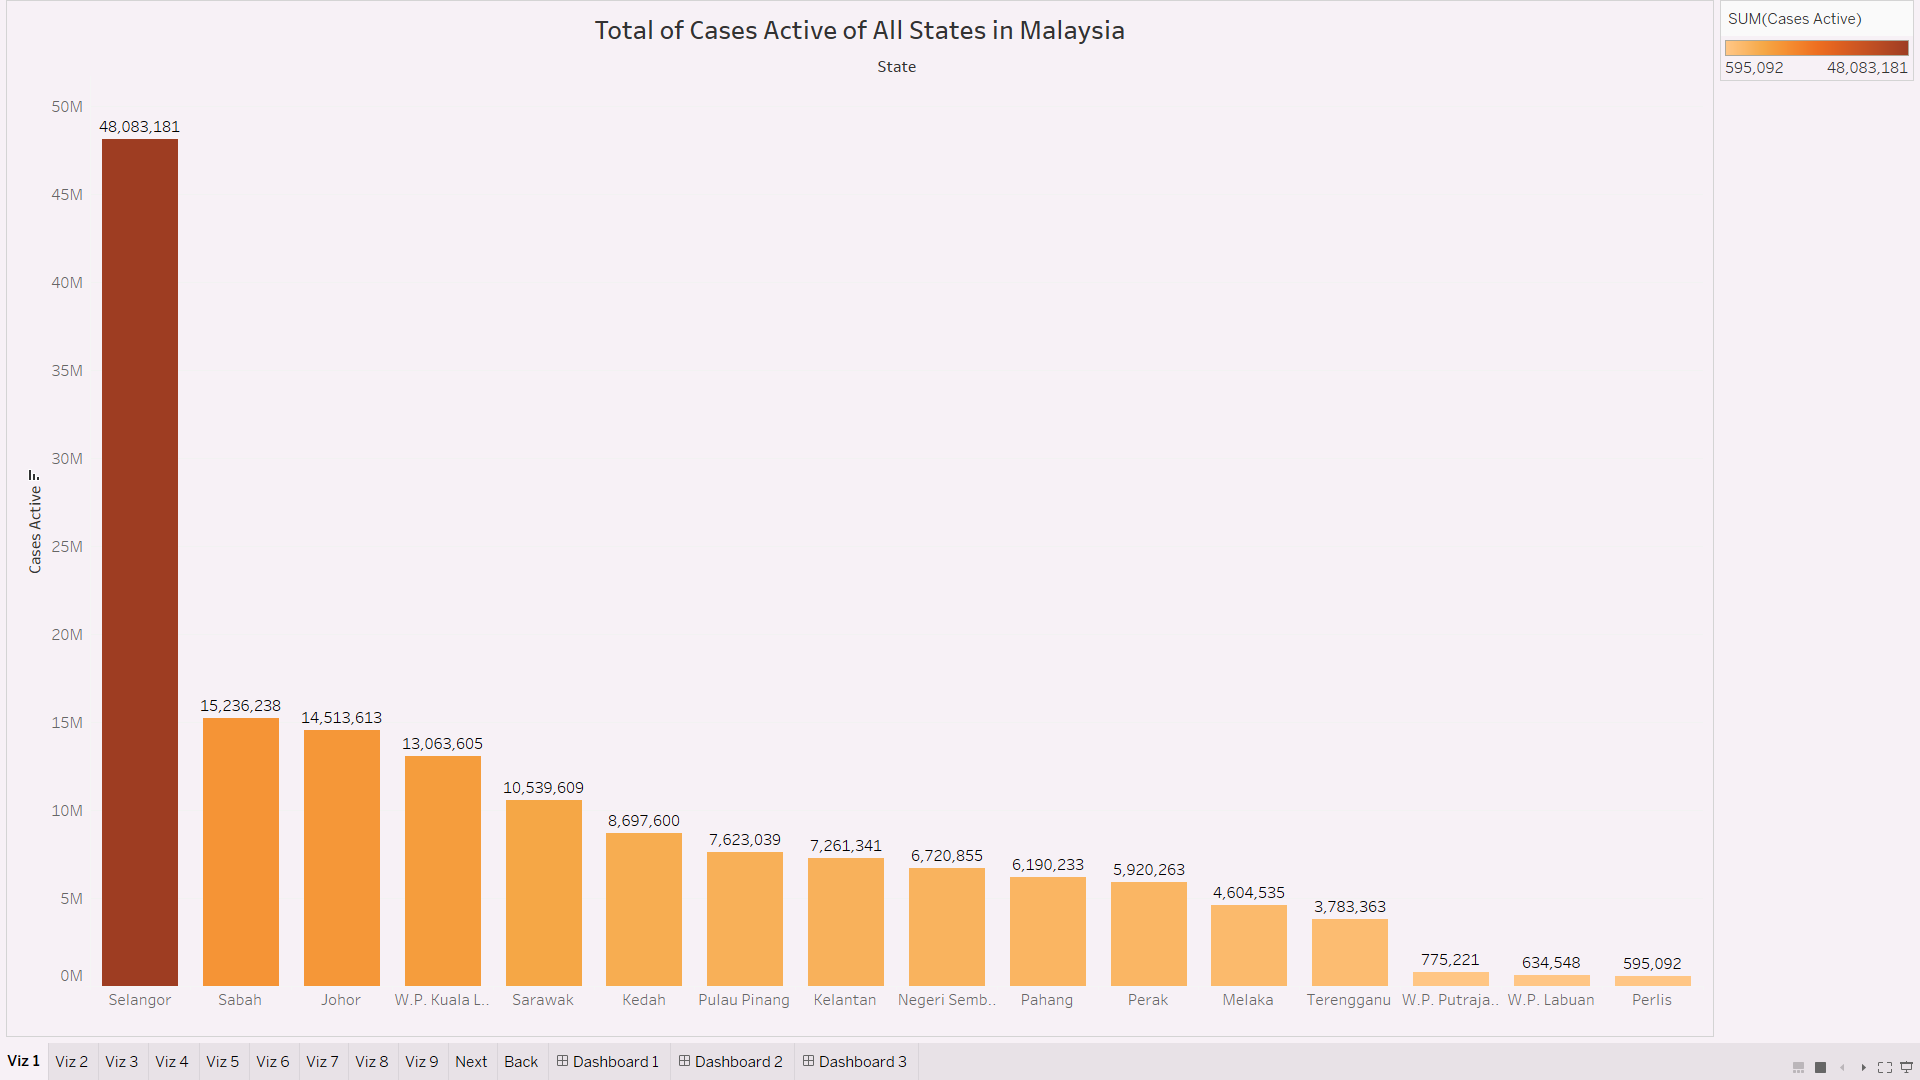 Total of Cases Active of All States in Malaysia
State
SUM(Cases Active)
595,092 48,083,181
Cases Active
50M
45M
40M
35M
30M
25M
20M
15M
10M
5M
0M
48,083,181
15,236,238
14,513,613
13,063,605
10,539,609
8,697,600
7,623,039
7,261,341
6,720,855
6,190,233
5,920,263
4,604,535
3,783,363
775,221
634,548
595,092
Selangor Sabah Johor W.P. Kuala L.. Sarawak Kedah Pulau Pinang Kelantan Negeri Semb.. Pahang Perak Melaka Terengganu W.P. Putraja.. W.P. Labuan Perlis
Viz 1 Viz 2 Viz 3 Viz 4 Viz 5 Viz 6 Viz 7 Viz 8 Viz 9 Next Back Dashboard 1 Dashboard 2 Dashboard 3